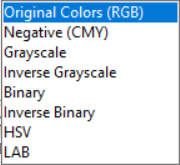 Original Colors (RGB)
Negative (CMY)
Grayscale
Inverse Grayscale
Binary
Inverse Binary
HSV
LAB